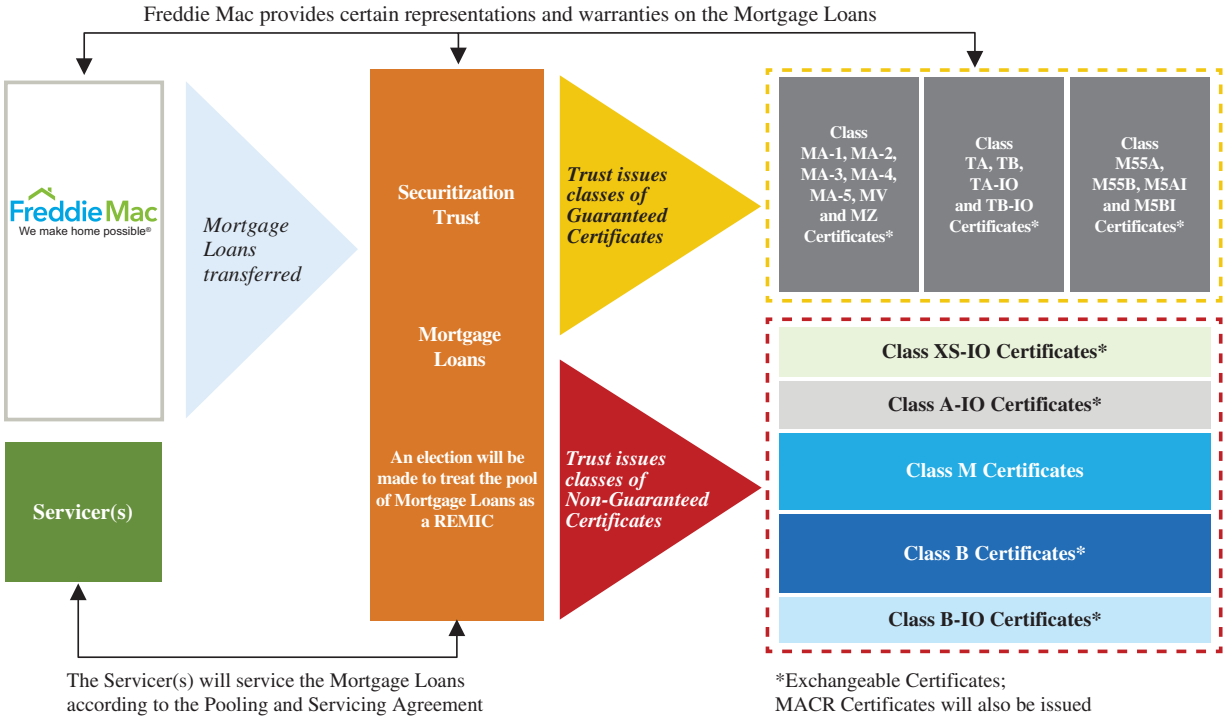 Freddie Mac provides certain representations and warranties on the Mortgage Loans
FreddieMac
We make home possible®
Mortgage
Loans
transferred
Securitization
Trust
Mortgage
Loans
An election will be
made to treat the pool
of Mortgage Loans as
a REMIC
Servicer(s)
Trust issues
classes of
Guaranteed
Certificates
Trust issues
classes of
Non-Guaranteed
Certificates
Class
MA-1, MA-2,
MA-3, MA-4,
MA-5, MV
and MZ
Certificates*
Class
TA, TB,
TA-IO
and TB-IO
Certificates*
Class
M55A,
M55B, M5AI
and M5BI
Certificates*
Class XS-IO Certificates*
Class A-IO Certificates*
Class M Certificates
Class B Certificates*
Class B-IO Certificates*
The Servicer(s) will service the Mortgage Loans
according to the Pooling and Servicing Agreement
*Exchangeable Certificates;
MACR Certificates will also be issued